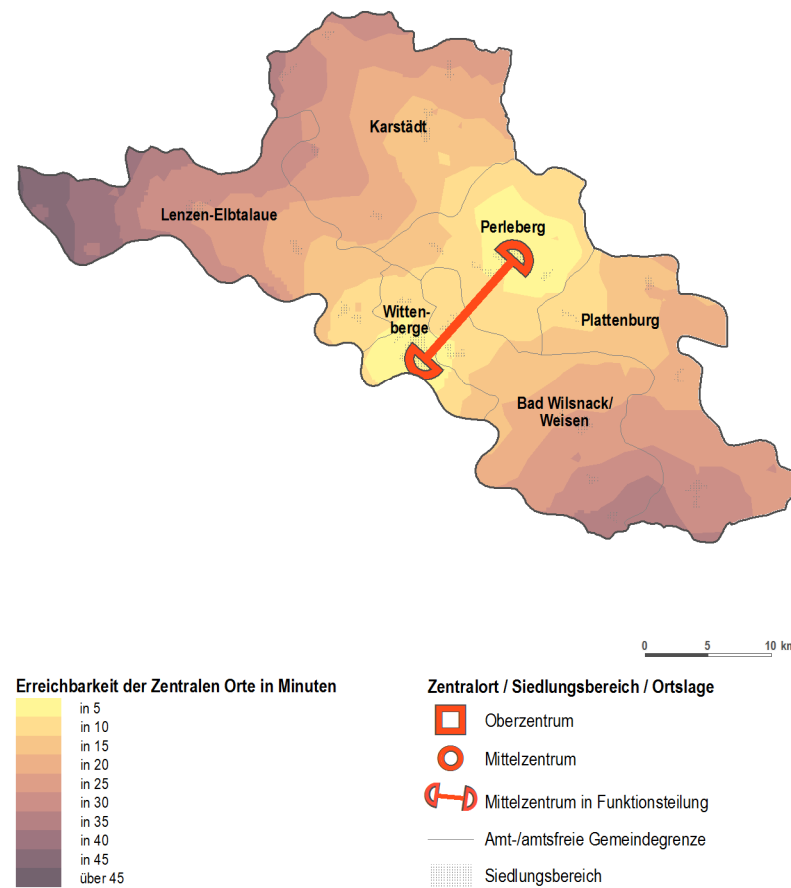 Karstädt
Lenzen-Elbtalaue
Perleberg
Witten-
berge
Plattenburg
Bad Wilsnack/
Weisen
0 5 10 km
Erreichbarkeit der Zentralen Orte in Minuten
in 5
in 10
in 15
in 20
in 25
in 30
in 35
in 40
in 45
über 45
Zentralort / Siedlungsbereich / Ortslage
Oberzentrum
Mittelzentrum
Mittelzentrum in Funktionsteilung
Amt-/amtsfreie Gemeindegrenze
Siedlungsbereich